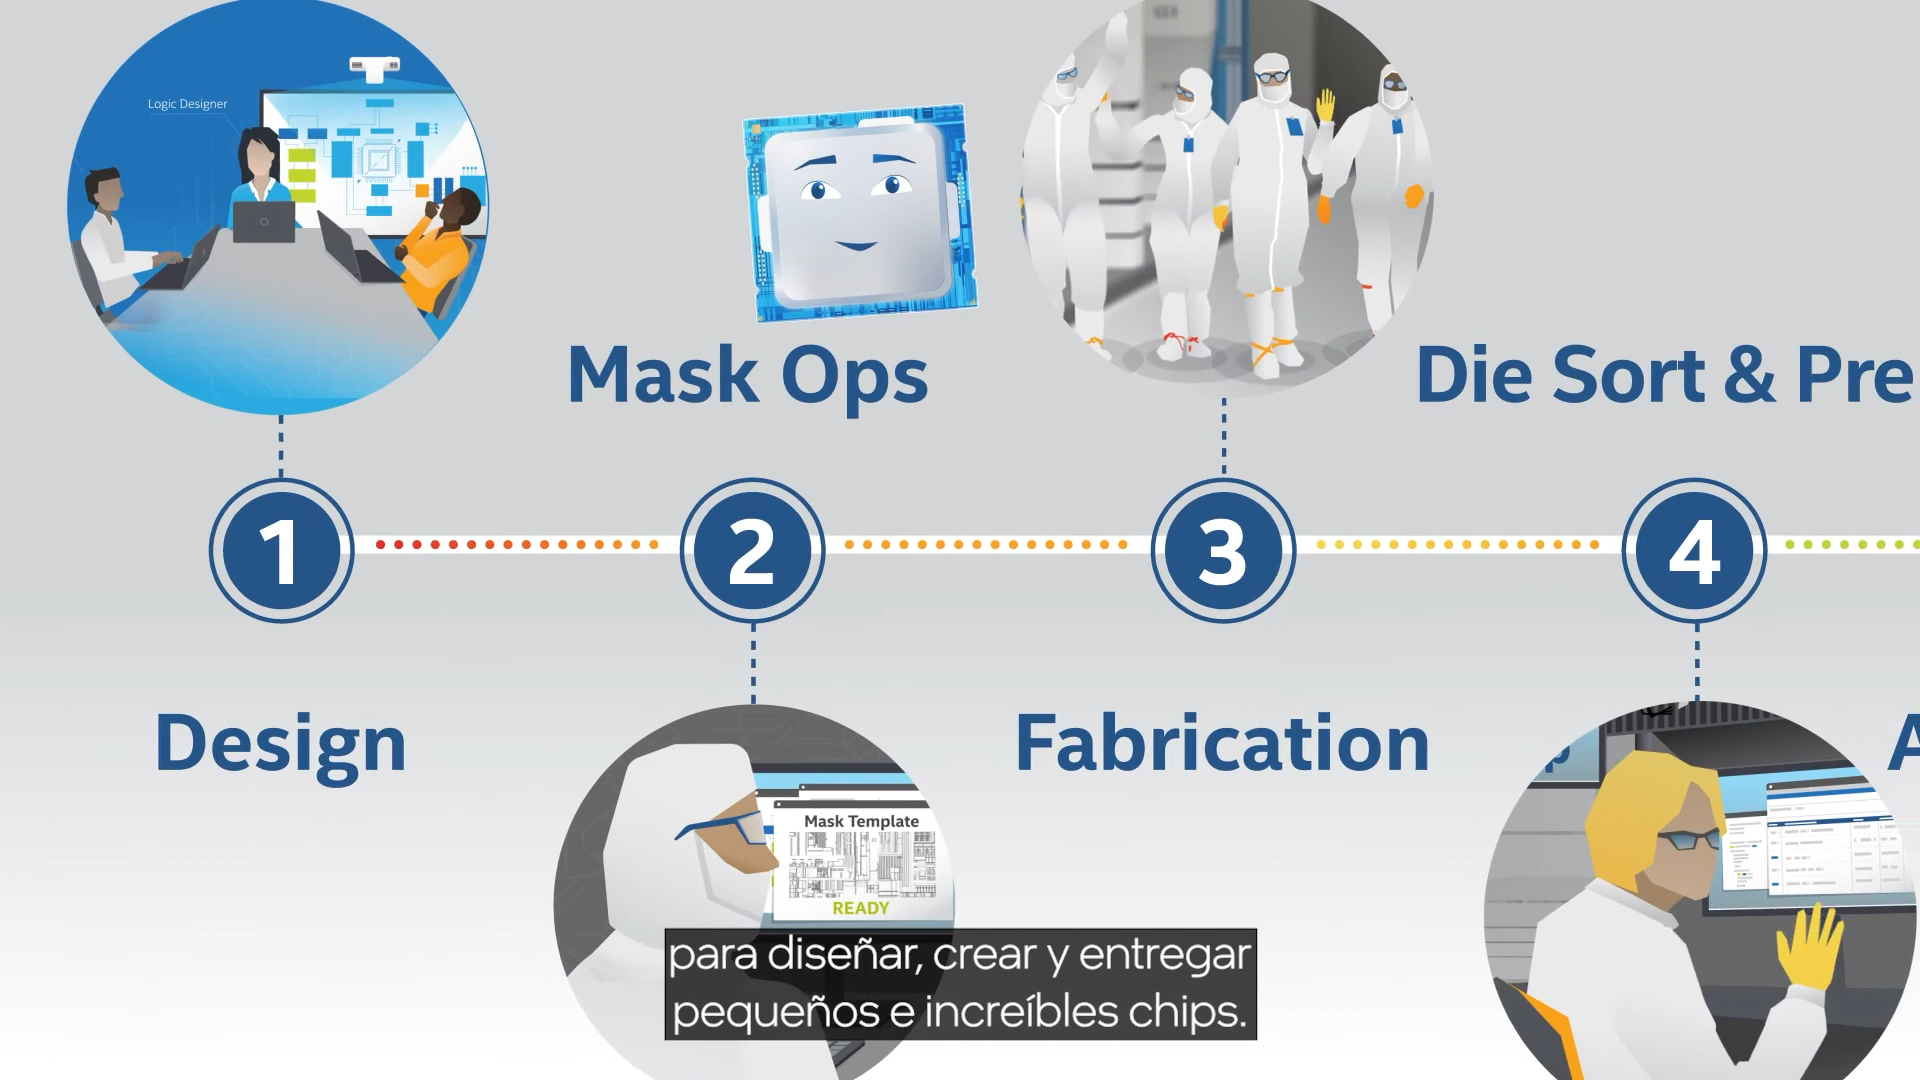 Logic Designer
Mask Ops
Die Sort & Pre
1
2
3
4
Design
Fabrication
Mask Template
READY
para diseñar, crear y entregar
pequeños e increíbles chips.